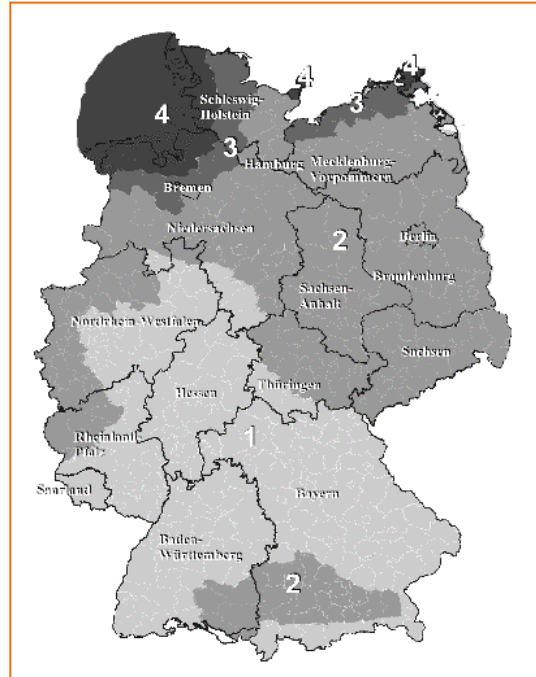 4
4
Schleswig-
Holstein
3
4
3
Hamburg
Mecklenburg-
Vorpommern
Bremen
Niedersachsen
2
Berlin
Brandenburg
Sachsen-
Anhalt
Nordrhein-Westfalen
Sachsen
Hessen
Thüringen
1
Rheinland-
Pfalz
Saarland
Bayern
Baden-
Württemberg
2